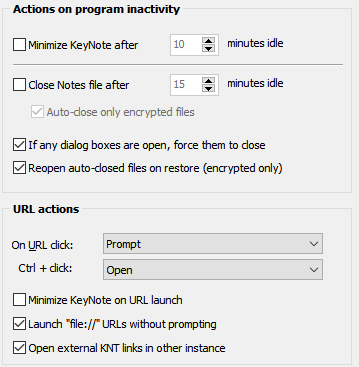 Actions on program inactivity
Minimize KeyNote after 10 minutes idle
Close Notes file after 15 minutes idle
Auto-close only encrypted files
If any dialog boxes are open, force them to close
Reopen auto-closed files on restore (encrypted only)
URL actions
On URL click: Prompt
Ctrl + click: Open
Minimize KeyNote on URL launch
Launch "file://" URLs without prompting
Open external KNT links in other instance